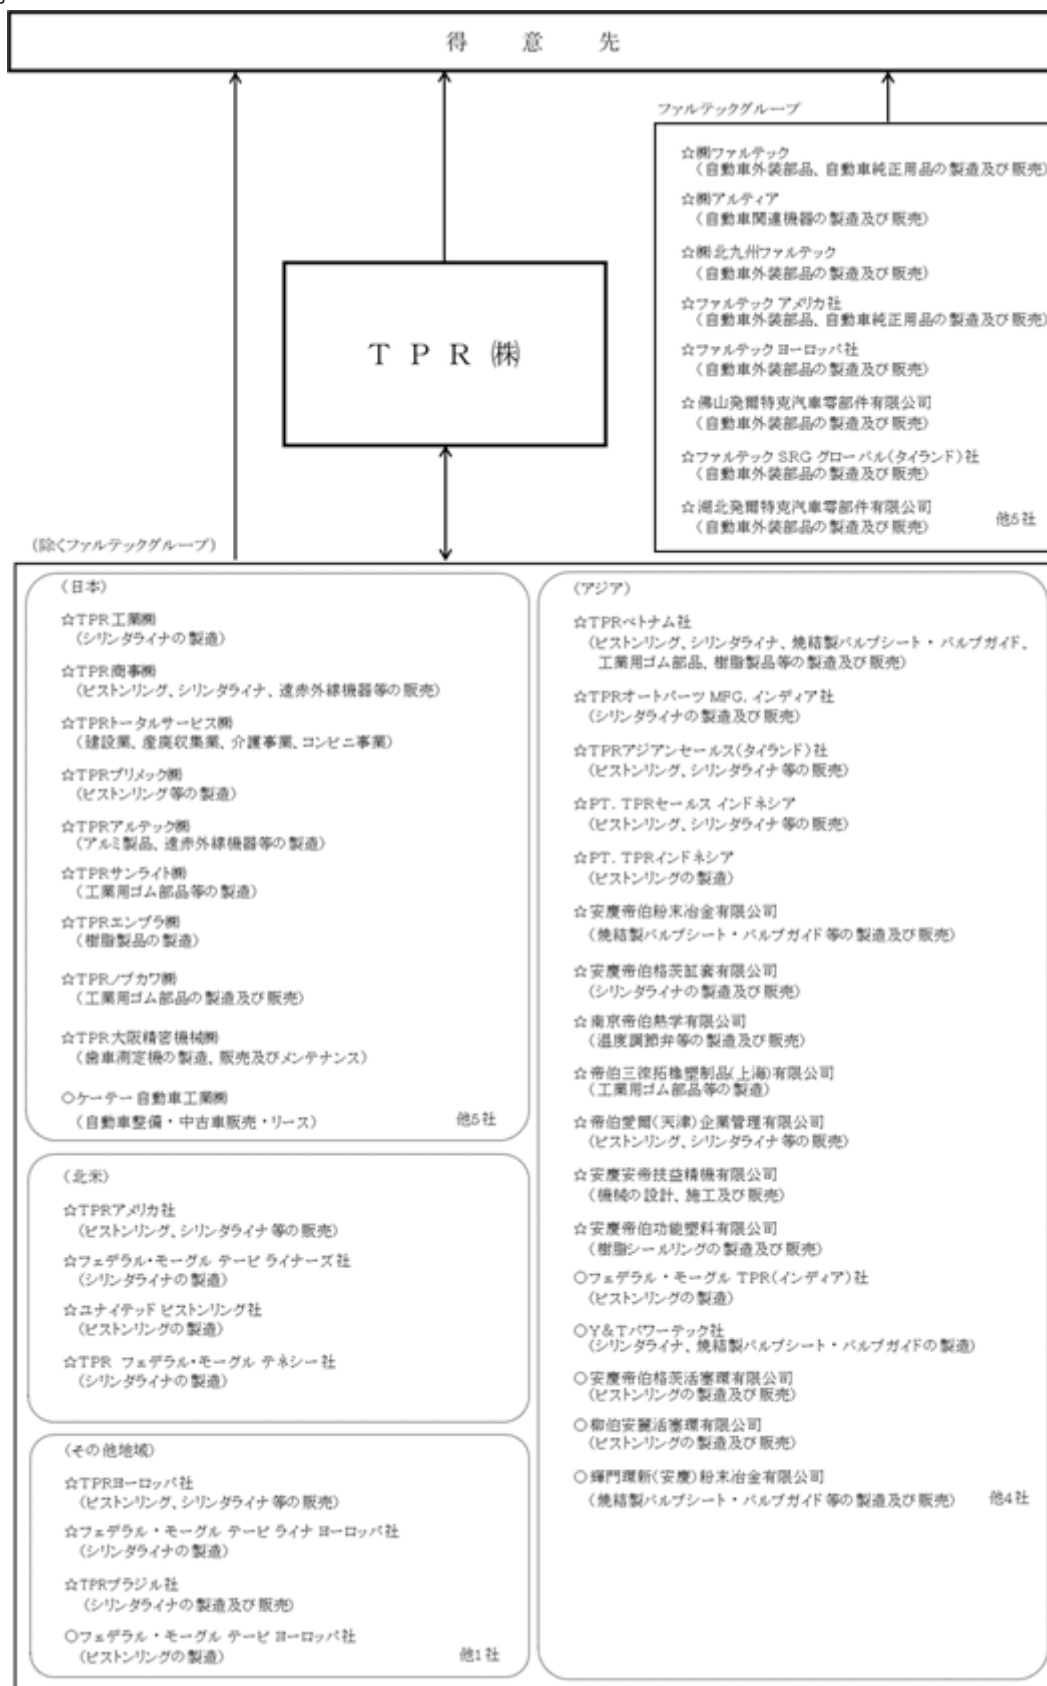 得 意 先
ファルテックグループ
☆㈱ファルテック
(自動車外装部品、自動車純正用品の製造及び販売)
☆㈱アルティア
(自動車関連機器の製造及び販売)
☆㈱北九州ファルテック
(自動車外装部品の製造及び販売)
☆ファルテック アメリカ社
(自動車外装部品、自動車純正用品の製造及び販売)
☆ファルテック ヨーロッパ社
(自動車外装部品の製造及び販売)
☆佛山発爾特克汽車零部件有限公司
(自動車外装部品の製造及び販売)
☆ファルテック SRG グローバル(タイランド)社
(自動車外装部品の製造及び販売)
☆湖北発爾特克汽車零部件有限公司
(自動車外装部品の製造及び販売)
他5社
TPR㈱
(除くファルテックグループ)
(日本)
☆TPR工業㈱
(シリンダライナの製造)
☆TPR商事㈱
(ピストンリング、シリンダライナ、遠赤外線機器等の販売)
☆TPRトータルサービス㈱
(建設業、産廃収集業、介護事業、コンビニ事業)
☆TPRプリメック㈱
(ピストンリング等の製造)
☆TPRアルテック㈱
(アルミ製品、遠赤外線機器等の製造)
☆TPRサンライト㈱
(工業用ゴム部品等の製造)
☆TPRエンプラ㈱
(樹脂製品の製造)
☆TPRノブカワ㈱
(工業用ゴム部品の製造及び販売)
☆TPR大阪精密機械㈱
(歯車測定機の製造、販売及びメンテナンス)
○ケーテー自動車工業㈱
(自動車整備・中古車販売・リース)
他5社
(北米)
☆TPRアメリカ社
(ピストンリング、シリンダライナ等の販売)
☆フェデラル・モーグル テーピ ライナーズ社
(シリンダライナの製造)
☆ユナイテッド ピストンリング社
(ピストンリングの製造)
☆TPR フェデラル・モーグル テネシー社
(シリンダライナの製造)
(その他地域)
☆TPRヨーロッパ社
(ピストンリング、シリンダライナ等の販売)
☆フェデラル・モーグル テーピ ライナ ヨーロッパ社
(シリンダライナの製造)
☆TPRブラジル社
(シリンダライナの製造及び販売)
○フェデラル・モーグル テーピ ヨーロッパ社
(ピストンリングの製造)
他1社
(アジア)
☆TPRベトナム社
(ピストンリング、シリンダライナ、焼結製バルブシート・バルブガイド、
工業用ゴム部品、樹脂製品等の製造及び販売)
☆TPRオートパーツ MFG. インディア社
(シリンダライナの製造及び販売)
☆TPRアジアンセールス(タイランド)社
(ピストンリング、シリンダライナ等の販売)
☆PT. TPRセールス インドネシア
(ピストンリング、シリンダライナ等の販売)
☆PT. TPRインドネシア
(ピストンリングの製造)
☆安慶帝伯粉末冶金有限公司
(焼結製バルブシート・バルブガイド等の製造及び販売)
☆安慶帝伯格茨缸套有限公司
(シリンダライナの製造及び販売)
☆南京帝伯熱学有限公司
(温度調節弁等の製造及び販売)
☆帝伯三徠拓橡塑制品(上海)有限公司
(工業用ゴム部品等の製造)
☆帝伯愛爾(天津)企業管理有限公司
(ピストンリング、シリンダライナ等の販売)
☆安慶安帝技益精機有限公司
(機械の設計、施工及び販売)
☆安慶帝伯功能塑料有限公司
(樹脂シールリングの製造及び販売)
○フェデラル・モーグル TPR(インディア)社
(ピストンリングの製造)
○Y&Tパワーテック社
(シリンダライナ、焼結製バルブシート・バルブガイドの製造)
○安慶帝伯格茨活塞環有限公司
(ピストンリングの製造及び販売)
○柳伯安麗活塞環有限公司
(ピストンリングの製造及び販売)
○輝門環新(安慶)粉末冶金有限公司
(焼結製バルブシート・バルブガイド等の製造及び販売)
他4社